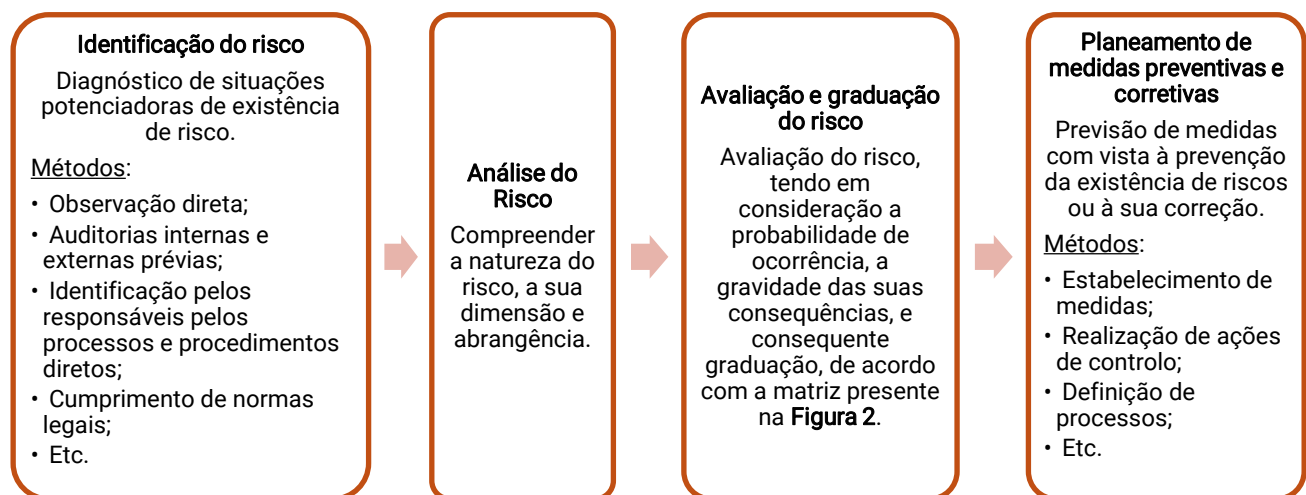 Identificação do risco
Diagnóstico de situações
potenciadoras de existência
de risco.
Métodos:
• Observação direta;
• Auditorias internas e
externas prévias;
• Identificação pelos
responsáveis pelos
processos e procedimentos
diretos;
• Cumprimento de normas
legais;
• Etc.
Análise do
Risco
Compreender
a natureza do
risco, a sua
dimensão e
abrangência.
Avaliação e graduação
do risco
Avaliação do risco,
tendo em
consideração a
probabilidade de
ocorrência, a
gravidade das suas
consequências, e
consequente
graduação, de acordo
com a matriz presente
na Figura 2.
Planeamento de
medidas preventivas e
corretivas
Previsão de medidas
com vista à prevenção
da existência de riscos
ou à sua correção.
Métodos:
• Estabelecimento de
medidas;
• Realização de ações
de controlo;
• Definição de
processos;
• Etc.